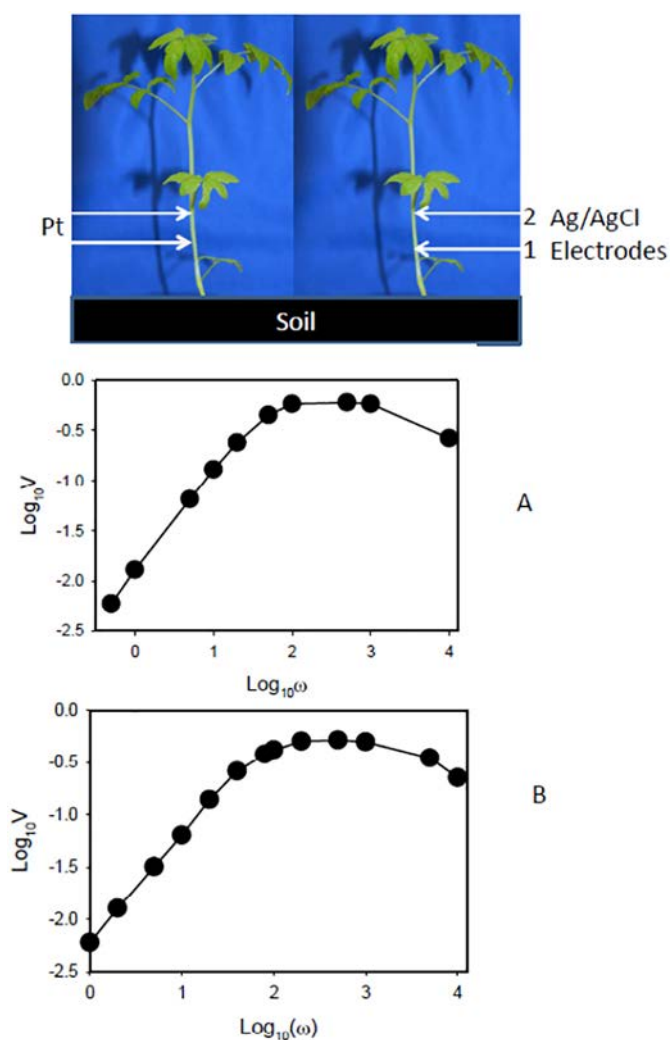 Pt
2 Ag/AgCl
1 Electrodes
Soil
0.0
-0.5
-1.0
-1.5
-2.0
-2.5
Log₁₀V
0 1 2 3 4
Log₁₀ω
A
0.0
-0.5
-1.0
-1.5
-2.0
-2.5
Log₁₀V
0 1 2 3 4
Log₁₀(ω)
B